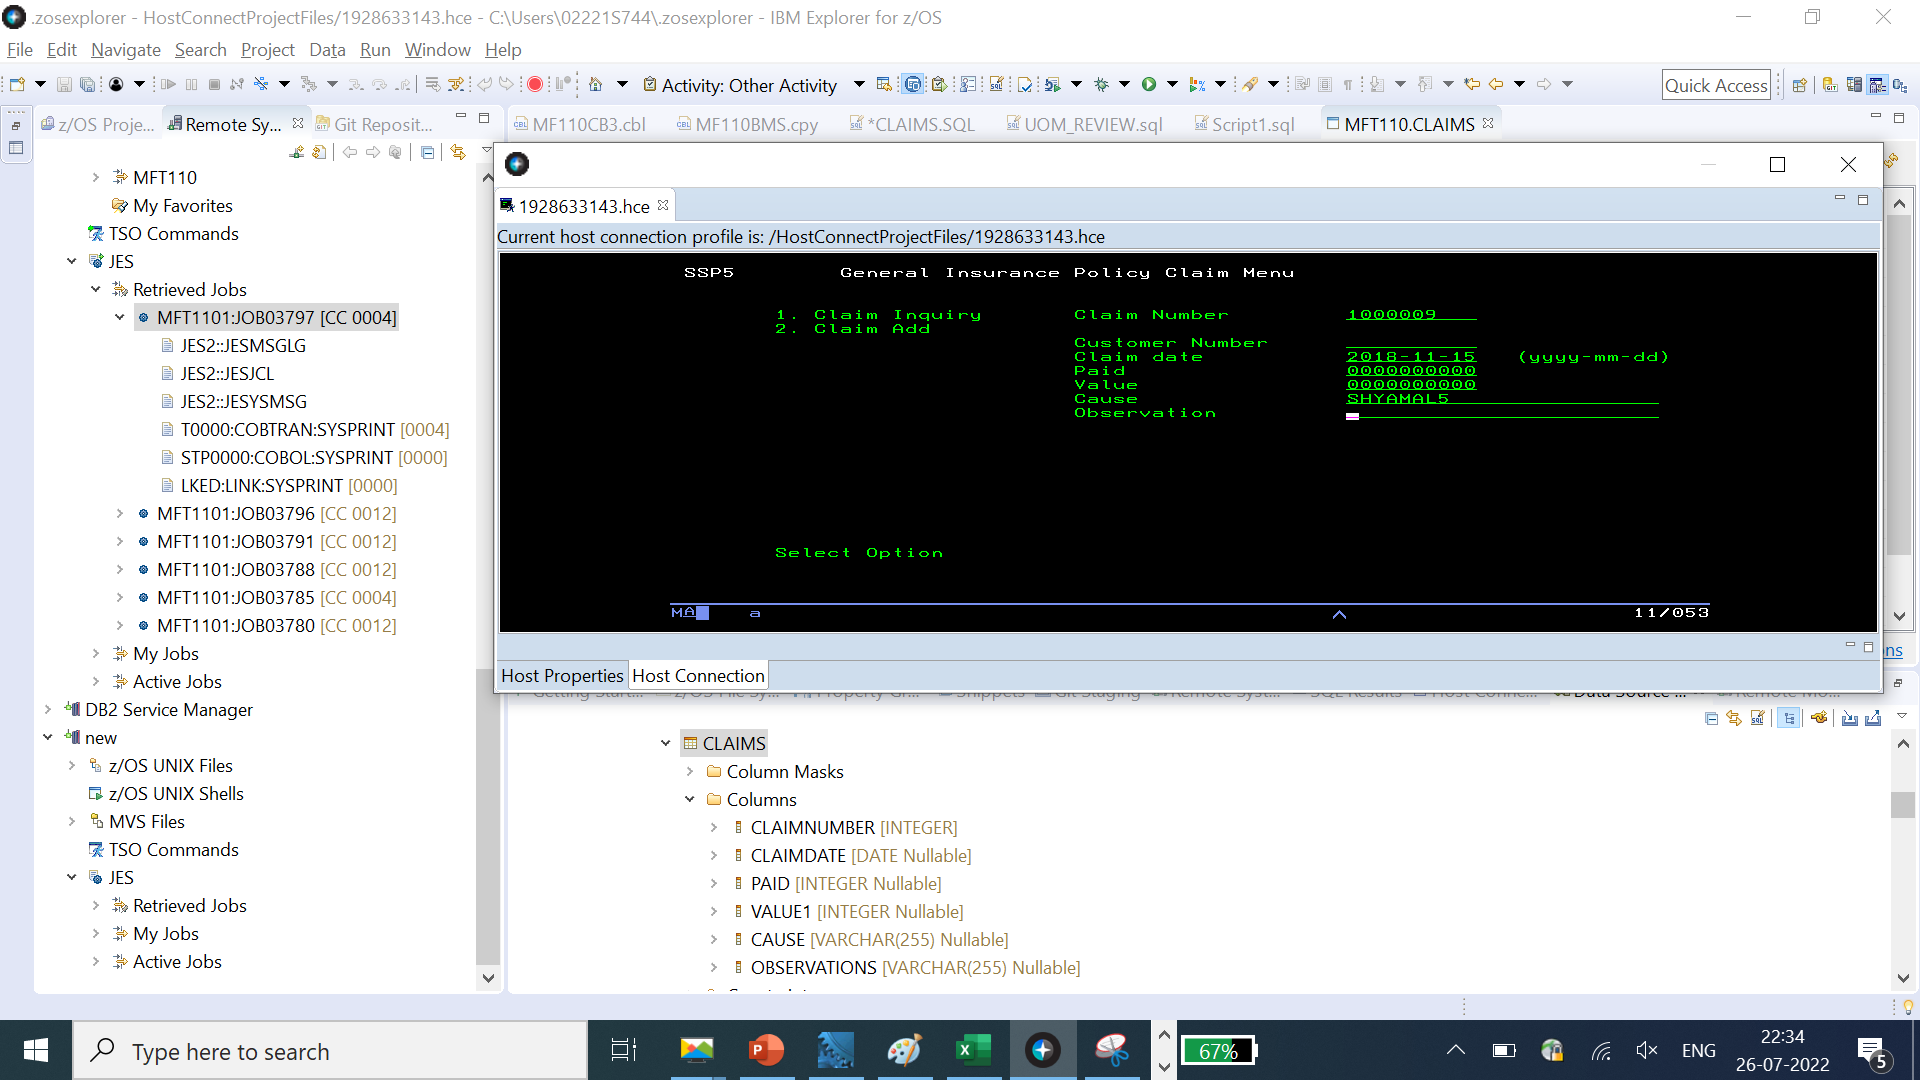 .zosexplorer - HostConnectProjectFiles/1928633143.hce - C:\Users\02221S744\.zosexplorer - IBM Explorer for z/OS
File Edit Navigate Search Project Data Run Window Help
Activity: Other Activity
Quick Access
z/OS Proje... Remote Sy... Git Reposit...
MF110CB3.cbl MF110BMS.cpy *CLAIMS.SQL UOM_REVIEW.sql Script1.sql MFT110.CLAIMS
MFT110
My Favorites
TSO Commands
JES
Retrieved Jobs
MFT1101:JOB03797 [CC 0004]
JES2::JESMSGLG
JES2::JESJCL
JES2::JESYSMSG
T0000:COBTRAN:SYSPRINT [0004]
STP0000:COBOL:SYSPRINT [0000]
LKED:LINK:SYSPRINT [0000]
MFT1101:JOB03796 [CC 0012]
MFT1101:JOB03791 [CC 0012]
MFT1101:JOB03788 [CC 0012]
MFT1101:JOB03785 [CC 0004]
MFT1101:JOB03780 [CC 0012]
My Jobs
Active Jobs
DB2 Service Manager
new
z/OS UNIX Files
z/OS UNIX Shells
MVS Files
TSO Commands
JES
Retrieved Jobs
My Jobs
Active Jobs
1928633143.hce
Current host connection profile is: /HostConnectProjectFiles/1928633143.hce
SSP5 General Insurance Policy Claim Menu
1. Claim Inquiry Claim Number 1000009
2. Claim Add
Customer Number
Claim date 2018-11-15 (yyyy-mm-dd)
Paid 0000000000
Value 0000000000
Cause SHYAMAL5
Observation
Select Option
MA a 11/053
Host Properties Host Connection
ns
CLAIMS
Column Masks
Columns
CLAIMNUMBER [INTEGER]
CLAIMDATE [DATE Nullable]
PAID [INTEGER Nullable]
VALUE1 [INTEGER Nullable]
CAUSE [VARCHAR(255) Nullable]
OBSERVATIONS [VARCHAR(255) Nullable]
Type here to search
67%
ENG
22:34
26-07-2022
5